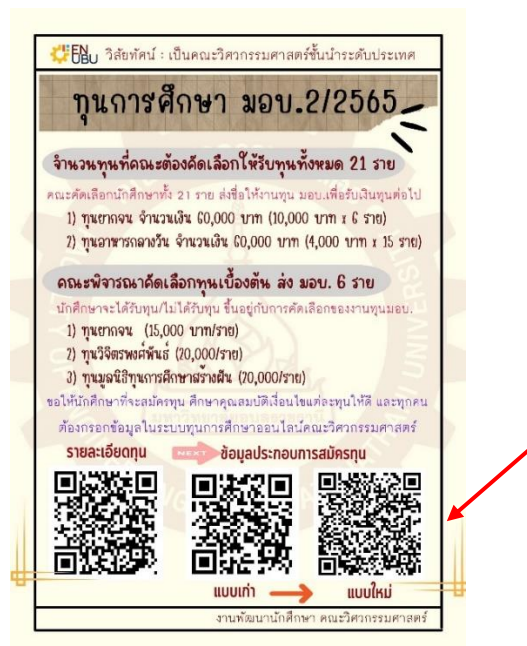 EN
UBU วิสัยทัศน์ : เป็นคณะวิศวกรรมศาสตร์ชั้นนำระดับประเทศ
ทุนการศึกษา มอบ.2/2565
จำนวนทุนที่คณะต้องคัดเลือกให้รับทุนทั้งหมด 21 ราย
คณะคัดเลือกนักศึกษาทั้ง 21 ราย ส่งชื่อให้งานทุน มอบ.เพื่อรับเงินทุนต่อไป
1) ทุนยากจน จำนวนเงิน 60,000 บาท (10,000 บาท x 6 ราย)
2) ทุนอาหารกลางวัน จำนวนเงิน 60,000 บาท (4,000 บาท x 15 ราย)
คณะพิจารณาคัดเลือกทุนเบื้องต้น ส่ง มอบ. 6 ราย
นักศึกษาจะได้รับทุน/ไม่ได้รับทุน ขึ้นอยู่กับการคัดเลือกของงานทุนมอบ.
1) ทุนยากจน (15,000 บาท/ราย)
2) ทุนวิจิตรพงศ์พันธ์ (20,000/ราย)
3) ทุนมูลนิธิทุนการศึกษาสร้างฝัน (20,000/ราย)
ขอให้นักศึกษาที่จะสมัครทุน ศึกษาคุณสมบัติเงื่อนไขแต่ละทุนให้ดี และทุกคน
ต้องกรอกข้อมูลในระบบทุนการศึกษาออนไลน์คณะวิศวกรรมศาสตร์
รายละเอียดทุน NEXT ข้อมูลประกอบการสมัครทุน
แบบเก่า แบบใหม่
งานพัฒนานักศึกษา คณะวิศวกรรมศาสตร์